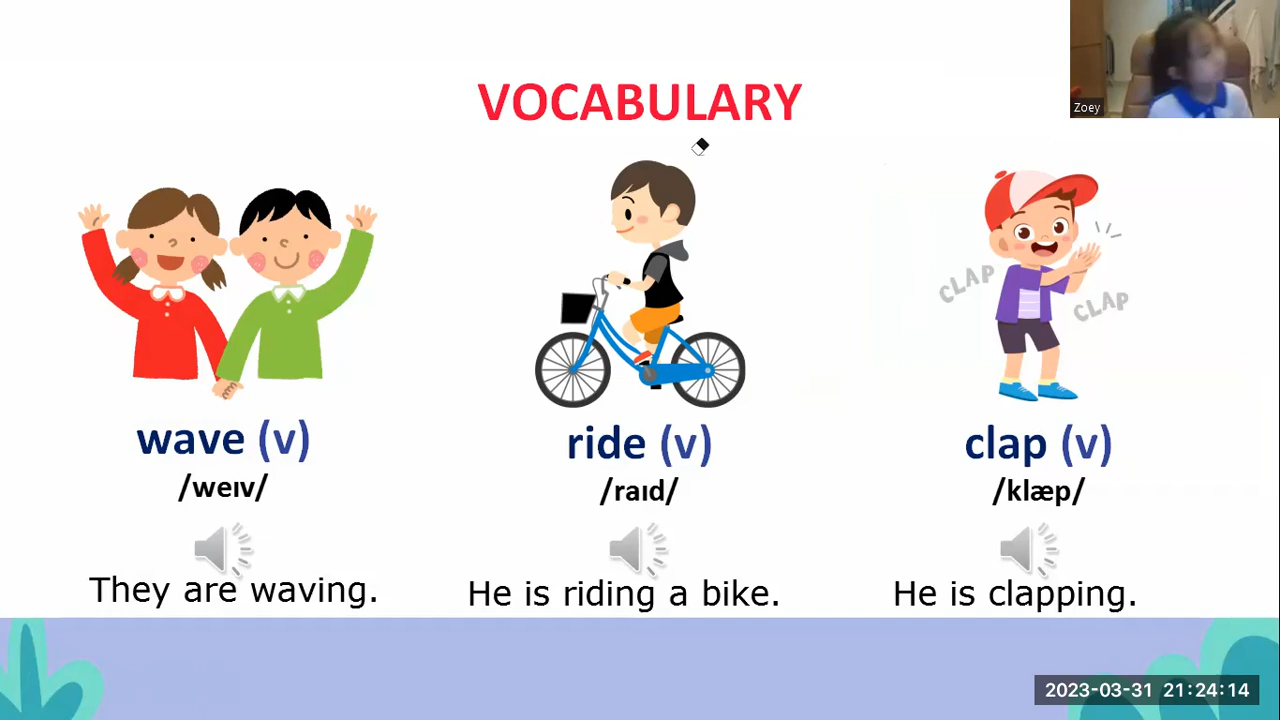 Zoey
VOCABULARY
CLAP
CLAP
wave (v)
ride (v)
clap (v)
/weɪv/
/raɪd/
/klæp/
They are waving.
He is riding a bike.
He is clapping.
2023-03-31 21:24:14